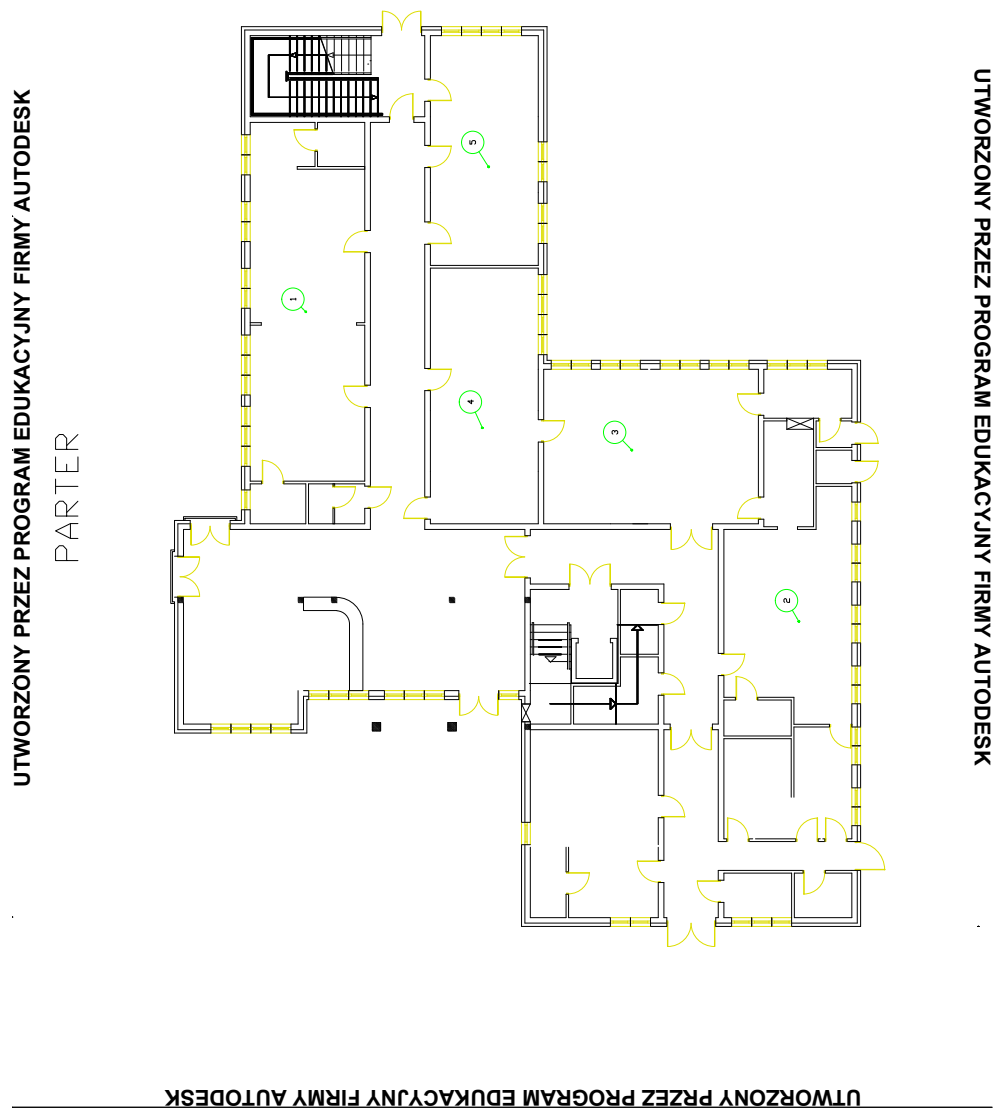 UTWORZONY PRZEZ PROGRAM EDUKACYJNY FIRMY AUTODESK
PARTER
1
5
4
3
2
UTWORZONY PRZEZ PROGRAM EDUKACYJNY FIRMY AUTODESK
UTWORZONY PRZEZ PROGRAM EDUKACYJNY FIRMY AUTODESK